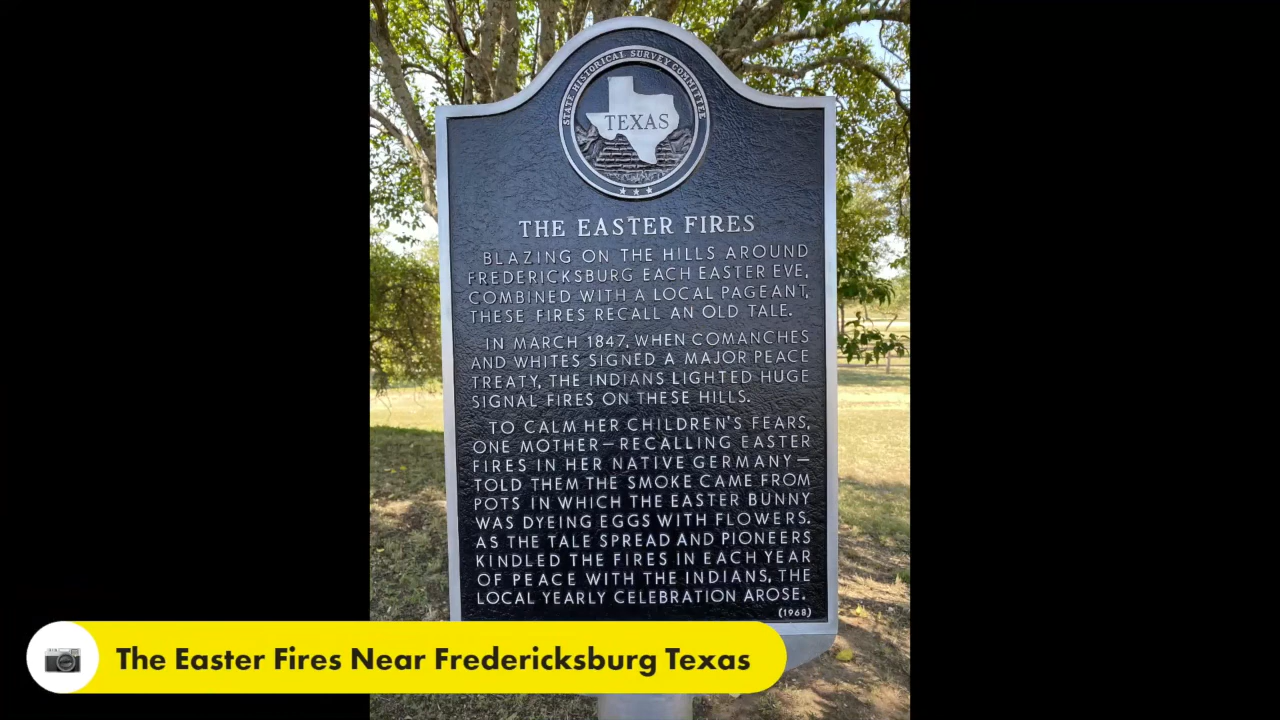 STATE HISTORICAL SURVEY COMMITTEE
TEXAS
THE EASTER FIRES
BLAZING ON THE HILLS AROUND
FREDERICKSBURG EACH EASTER EVE,
COMBINED WITH A LOCAL PAGEANT,
THESE FIRES RECALL AN OLD TALE.
IN MARCH 1847, WHEN COMANCHES
AND WHITES SIGNED A MAJOR PEACE
TREATY, THE INDIANS LIGHTED HUGE
SIGNAL FIRES ON THESE HILLS.
TO CALM HER CHILDREN'S FEARS,
ONE MOTHER—RECALLING EASTER
FIRES IN HER NATIVE GERMANY—
TOLD THEM THE SMOKE CAME FROM
POTS IN WHICH THE EASTER BUNNY
WAS DYEING EGGS WITH FLOWERS.
AS THE TALE SPREAD AND PIONEERS
KINDLED THE FIRES IN EACH YEAR
OF PEACE WITH THE INDIANS, THE
LOCAL YEARLY CELEBRATION AROSE.
(1968)
The Easter Fires Near Fredericksburg Texas